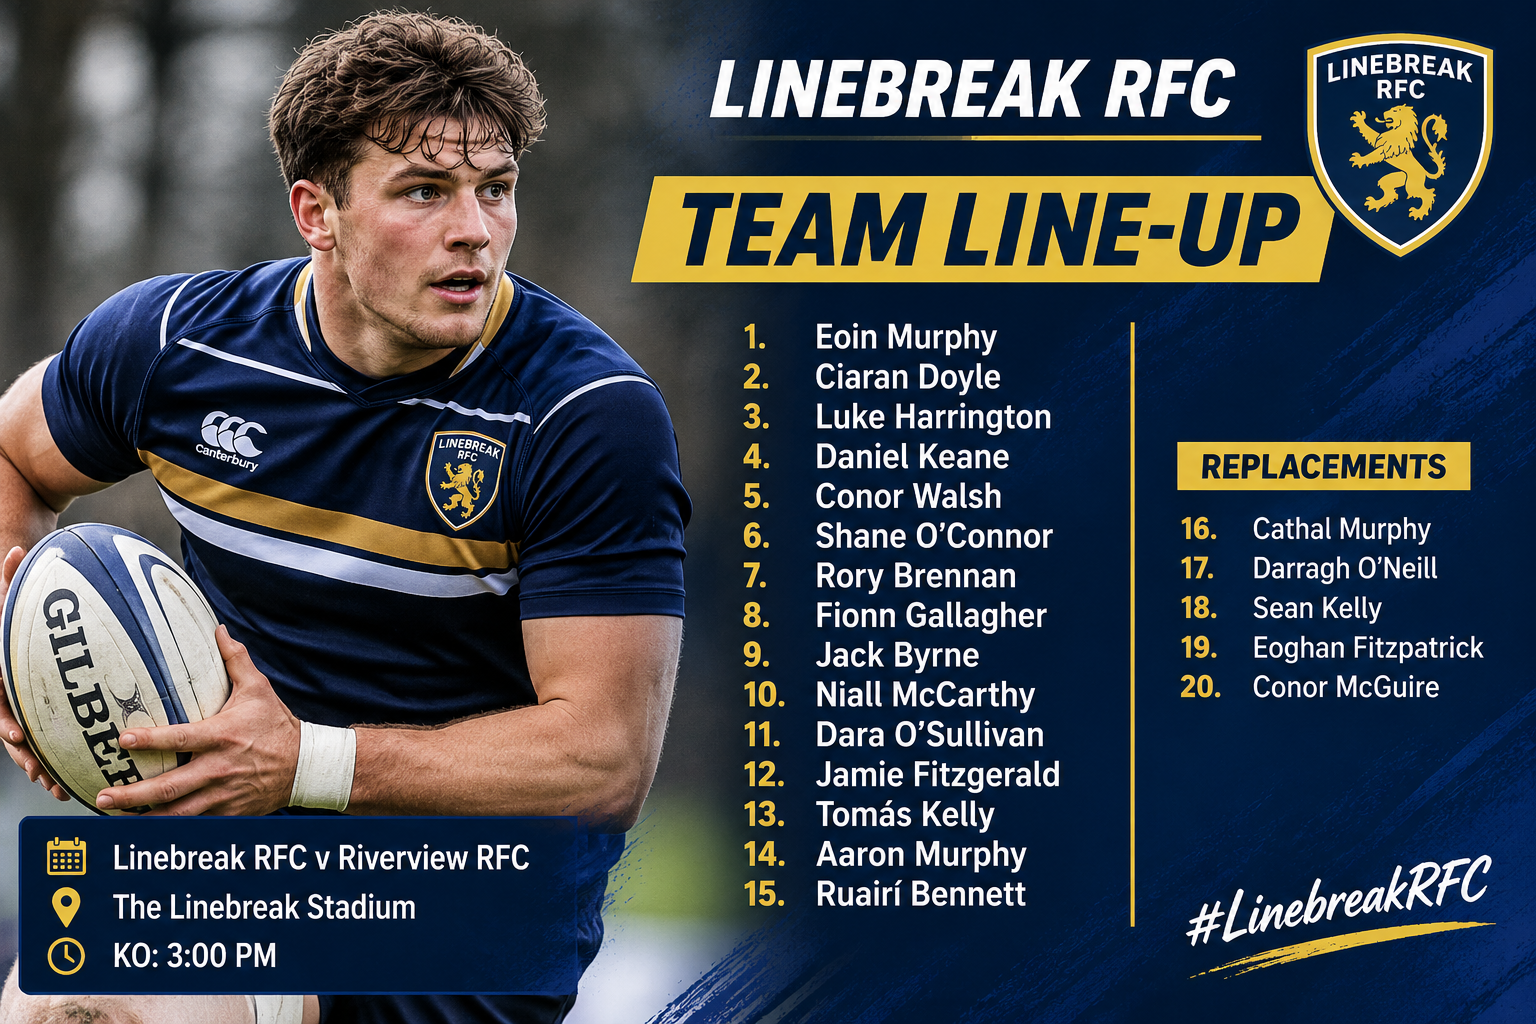 LINEBREAK RFC
TEAM LINE-UP
LINEBREAK
RFC
1. Eoin Murphy
2. Ciaran Doyle
3. Luke Harrington
4. Daniel Keane
5. Conor Walsh
6. Shane O'Connor
7. Rory Brennan
8. Fionn Gallagher
9. Jack Byrne
10. Niall McCarthy
11. Dara O'Sullivan
12. Jamie Fitzgerald
13. Tomás Kelly
14. Aaron Murphy
15. Ruairí Bennett
REPLACEMENTS
16. Cathal Murphy
17. Darragh O'Neill
18. Sean Kelly
19. Eoghan Fitzpatrick
20. Conor McGuire
#LinebreakRFC
Canterbury
LINEBREAK
RFC
GILBER
Linebreak RFC v Riverview RFC
The Linebreak Stadium
KO: 3:00 PM